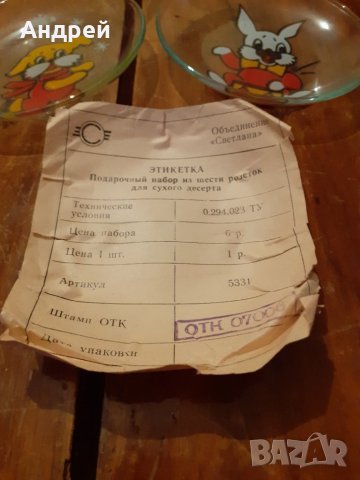 Андрей
Объединение
«Светлана»
ЭТИКЕТКА
Подарочный набор из шести розеток
для сухого десерта
Технические
условия
0.294.023 ТУ
Цена набора
6 р.
Цена 1 шт.
1 р.
Артикул
5331
Штамп ОТК
ОТК 0700
Дата упаковки
BAZAR